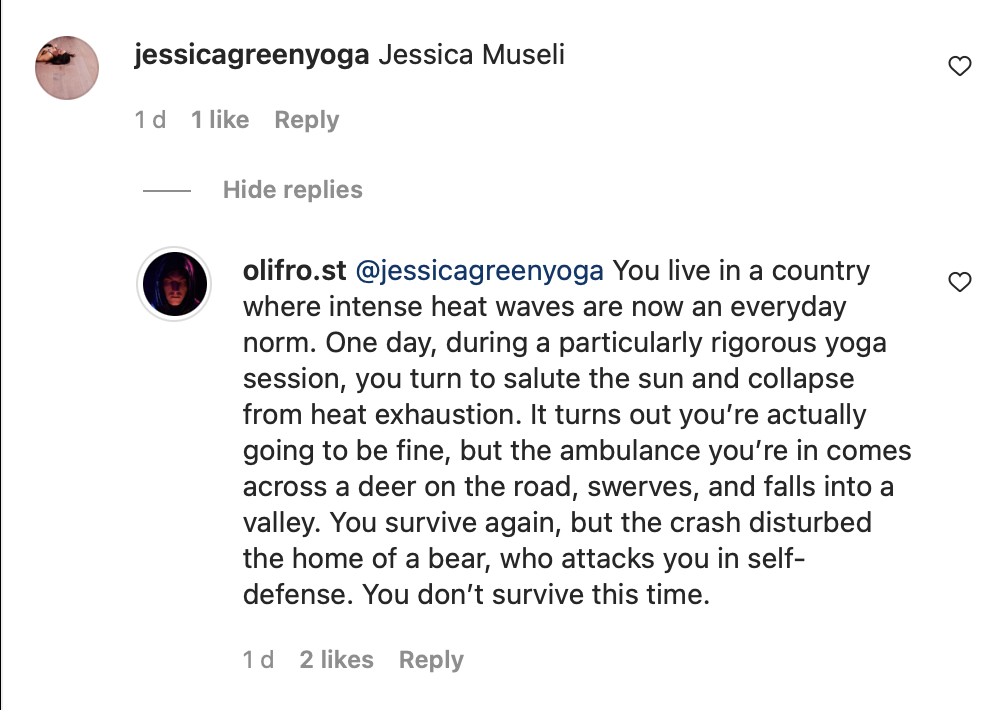 jessicagreenyoga Jessica Museli
1 d 1 like Reply
Hide replies
olifro.st @jessicagreenyoga You live in a country
where intense heat waves are now an everyday
norm. One day, during a particularly rigorous yoga
session, you turn to salute the sun and collapse
from heat exhaustion. It turns out you’re actually
going to be fine, but the ambulance you’re in comes
across a deer on the road, swerves, and falls into a
valley. You survive again, but the crash disturbed
the home of a bear, who attacks you in self-
defense. You don’t survive this time.
1 d 2 likes Reply